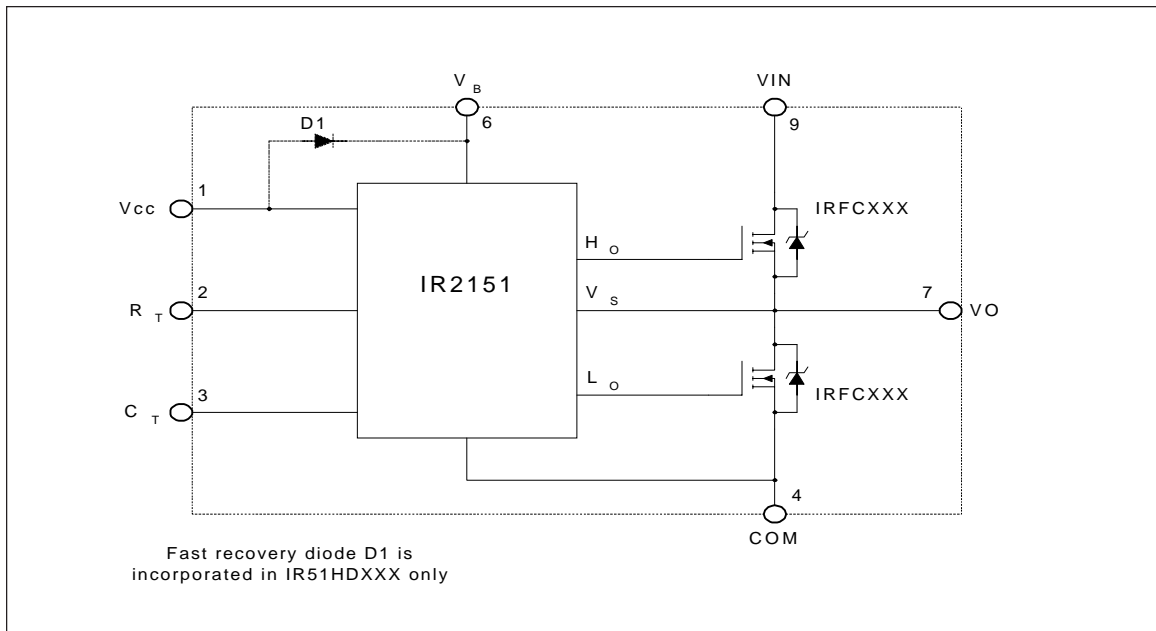 V B
VIN
6
9
D1
1
Vcc
IRFCXXX
H O
IR2151
2
R T
V S
7
VO
L O
3
C T
IRFCXXX
4
COM
Fast recovery diode D1 is
incorporated in IR51HDXXX only